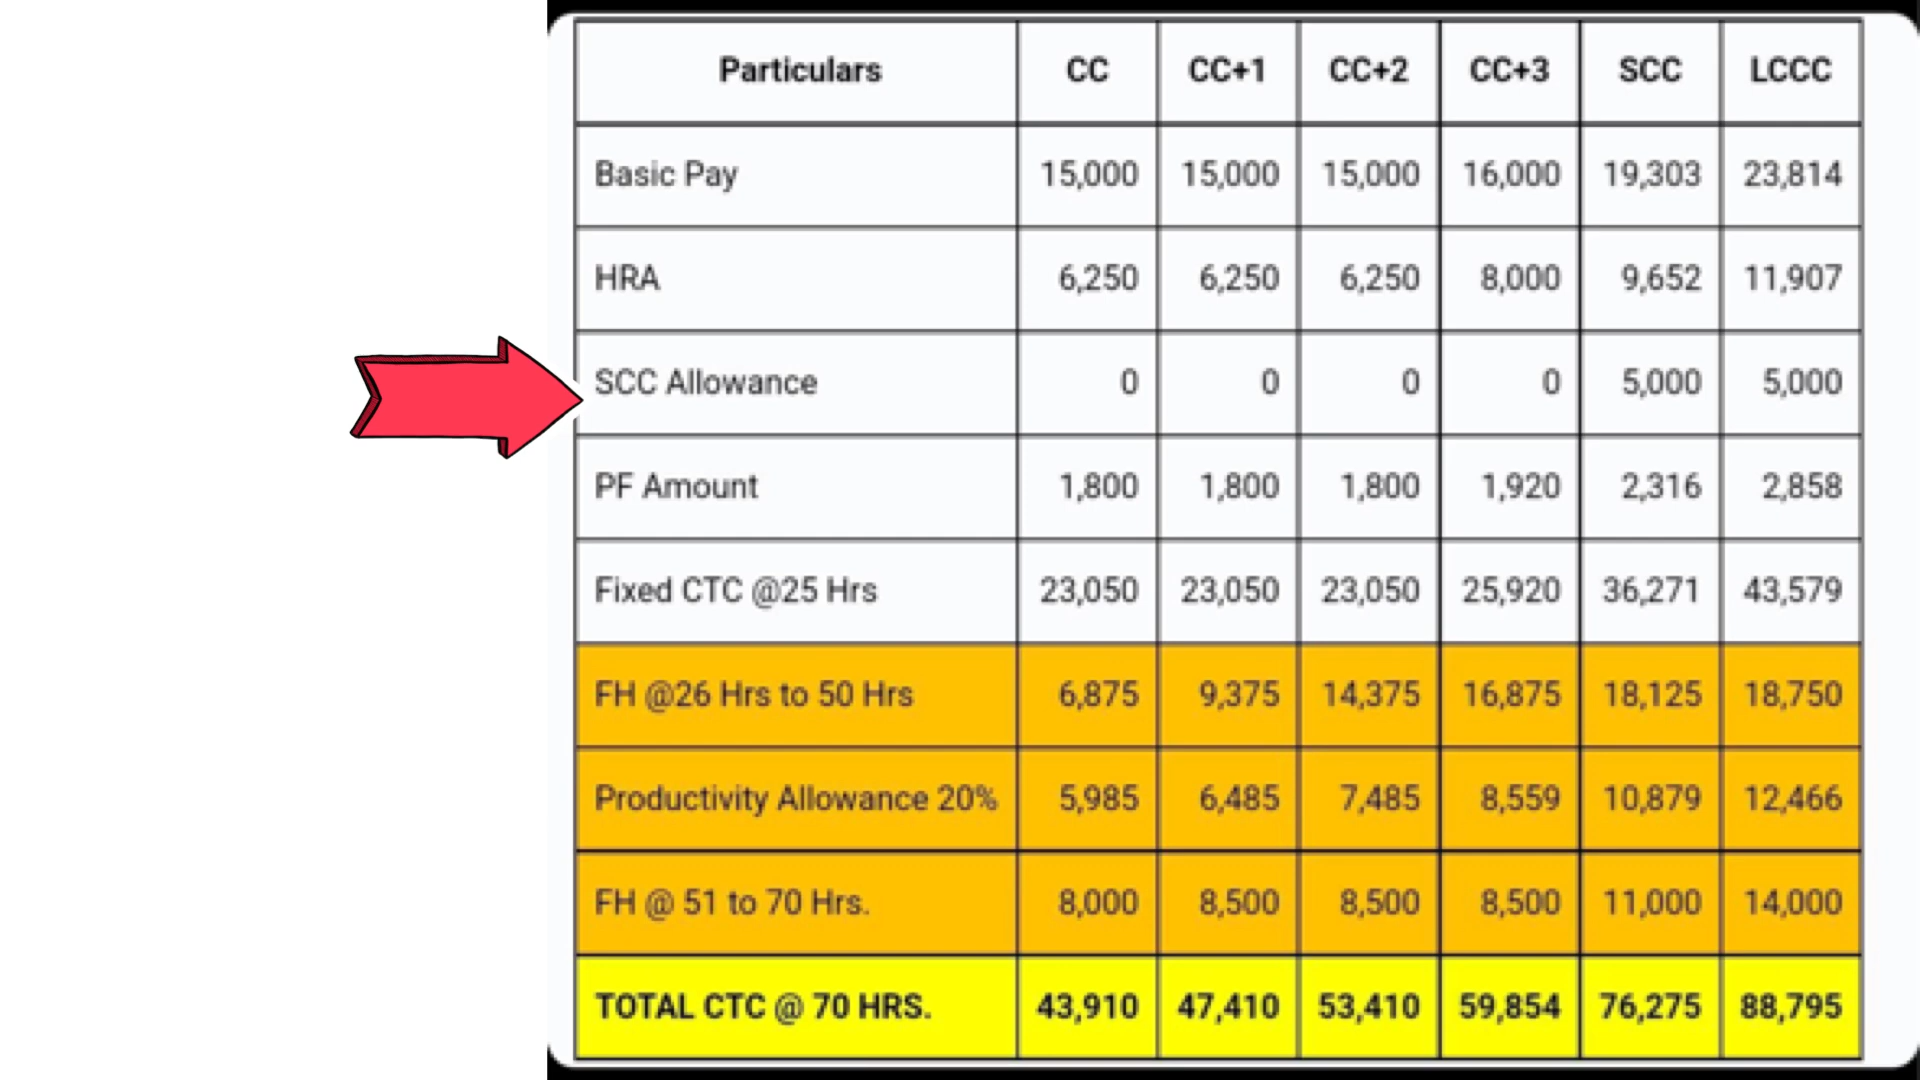 Particulars CC CC+1 CC+2 CC+3 SCC LCCC
Basic Pay 15,000 15,000 15,000 16,000 19,303 23,814
HRA 6,250 6,250 6,250 8,000 9,652 11,907
SCC Allowance 0 0 0 0 5,000 5,000
PF Amount 1,800 1,800 1,800 1,920 2,316 2,858
Fixed CTC @25 Hrs 23,050 23,050 23,050 25,920 36,271 43,579
FH @26 Hrs to 50 Hrs 6,875 9,375 14,375 16,875 18,125 18,750
Productivity Allowance 20% 5,985 6,485 7,485 8,559 10,879 12,466
FH @ 51 to 70 Hrs. 8,000 8,500 8,500 8,500 11,000 14,000
TOTAL CTC @ 70 HRS. 43,910 47,410 53,410 59,854 76,275 88,795